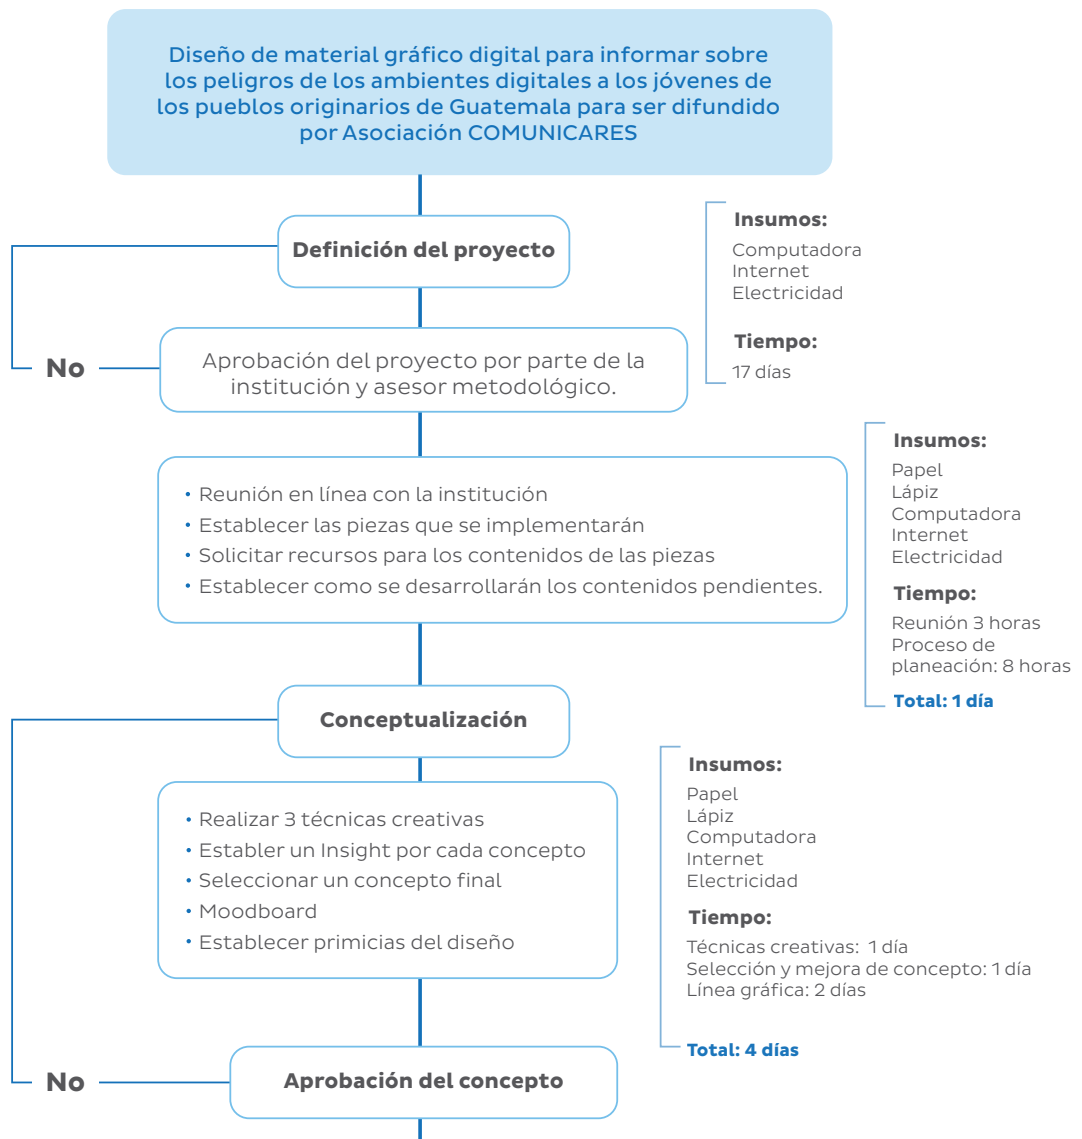 Diseño de material gráfico digital para informar sobre
los peligros de los ambientes digitales a los jóvenes de
los pueblos originarios de Guatemala para ser difundido
por Asociación COMUNICARES
Definición del proyecto
Insumos:
Computadora
Internet
Electricidad
Tiempo:
17 días
No
Aprobación del proyecto por parte de la
institución y asesor metodológico.
• Reunión en línea con la institución
• Establecer las piezas que se implementarán
• Solicitar recursos para los contenidos de las piezas
• Establecer como se desarrollarán los contenidos pendientes.
Insumos:
Papel
Lápiz
Computadora
Internet
Electricidad
Tiempo:
Reunión 3 horas
Proceso de
planeación: 8 horas
Total: 1 día
Conceptualización
• Realizar 3 técnicas creativas
• Establer un Insight por cada concepto
• Seleccionar un concepto final
• Moodboard
• Establecer primicias del diseño
Insumos:
Papel
Lápiz
Computadora
Internet
Electricidad
Tiempo:
Técnicas creativas: 1 día
Selección y mejora de concepto: 1 día
Línea gráfica: 2 días
Total: 4 días
No
Aprobación del concepto